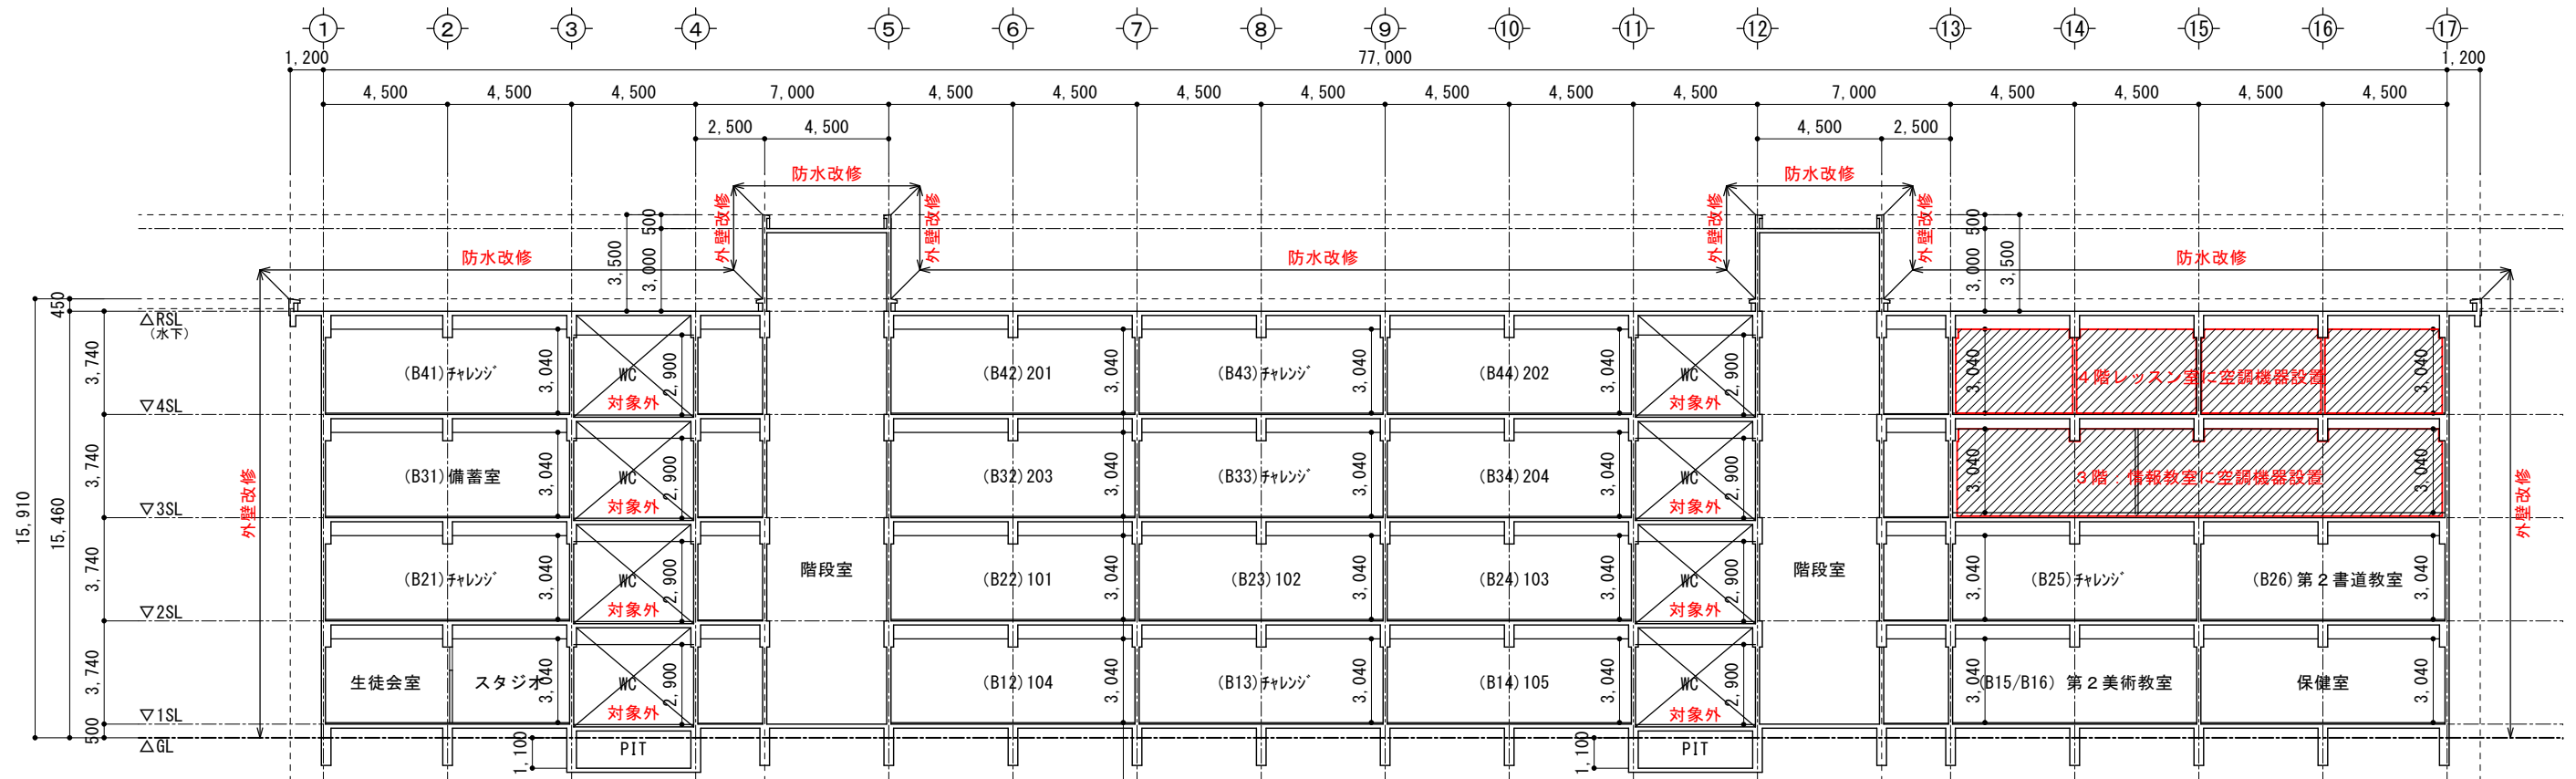 1 2 3 4 5 6 7 8 9 10 11 12 13 14 15 16 17
1,200 77,000 1,200
4,500 4,500 4,500 7,000 4,500 4,500 4,500 4,500 4,500 4,500 4,500 7,000 4,500 4,500 4,500 4,500
2,500 4,500 4,500 2,500
防水改修 防水改修
外壁改修 外壁改修 外壁改修 外壁改修
500 3,000 3,500 500 3,000 3,500
防水改修 防水改修 防水改修
450
△RSL
(水下)
3,740 (B41)ﾁｬﾚﾝｼﾞ 3,040 WC 2,900 (B42)201 3,040 (B43)ﾁｬﾚﾝｼﾞ 3,040 (B44)202 3,040 WC 2,900 3,040 4階レッスン室に空調機器設置 3,040
対象外 対象外
▽4SL
3,740 (B31)備蓄室 3,040 WC 2,900 (B32)203 3,040 (B33)ﾁｬﾚﾝｼﾞ 3,040 (B34)204 3,040 WC 2,900 3,040 3階．情報教室に空調機器設置 3,040
対象外 対象外
外壁改修 外壁改修
15,910 15,460
▽3SL
3,740 (B21)ﾁｬﾚﾝｼﾞ 3,040 WC 2,900 階段室 (B22)101 3,040 (B23)102 3,040 (B24)103 3,040 WC 2,900 階段室 3,040 (B25)ﾁｬﾚﾝｼﾞ (B26)第2書道教室 3,040
対象外 対象外
▽2SL
3,740 生徒会室 スタジオ 3,040 WC 2,900 (B12)104 3,040 (B13)ﾁｬﾚﾝｼﾞ 3,040 (B14)105 3,040 WC 2,900 3,040 (B15/B16) 第2美術教室 保健室 3,040
対象外 対象外
▽1SL
500
△GL
1,100 PIT 1,100 PIT